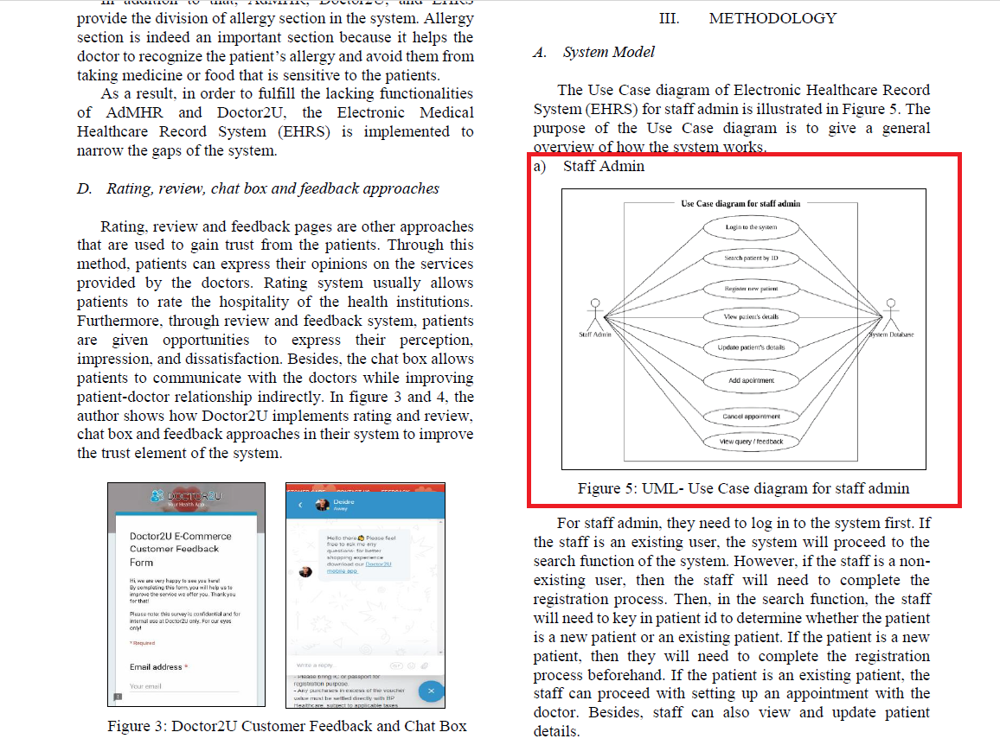 provide the division of allergy section in the system. Allergy
section is indeed an important section because it helps the
doctor to recognize the patient's allergy and avoid them from
taking medicine or food that is sensitive to the patients.
As a result, in order to fulfill the lacking functionalities
of AdMHR and Doctor2U, the Electronic Medical
Healthcare Record System (EHRS) is implemented to
narrow the gaps of the system.
D. Rating, review, chat box and feedback approaches
Rating, review and feedback pages are other approaches
that are used to gain trust from the patients. Through this
method, patients can express their opinions on the services
provided by the doctors. Rating system usually allows
patients to rate the hospitality of the health institutions.
Furthermore, through review and feedback system, patients
are given opportunities to express their perception,
impression, and dissatisfaction. Besides, the chat box allows
patients to communicate with the doctors while improving
patient-doctor relationship indirectly. In figure 3 and 4, the
author shows how Doctor2U implements rating and review,
chat box and feedback approaches in their system to improve
the trust element of the system.
DOCTOR2U
Your Health App
Doctor2U E-Commerce
Customer Feedback
Form
Hi, we are very happy to see you here!
By completing this form, you will help us to
improve the service we offer you. Thank you
for that!
Please note: this survey is confidential and for
internal use at Doctor2U only. For our eyes
only!
* Required
Email address *
Your email
Deidre
Away
Hello there Please feel
free to ask me any
questions- for better
shopping experience
download our Doctor2U
mobile app.
Write a reply..
- Please bring IC or passport for
registration purpose.
- Any purchases in excess of the voucher
value must be settled directly with BP
Healthcare, subject to applicable taxes
Figure 3: Doctor2U Customer Feedback and Chat Box
III. METHODOLOGY
A. System Model
The Use Case diagram of Electronic Healthcare Record
System (EHRS) for staff admin is illustrated in Figure 5. The
purpose of the Use Case diagram is to give a general
overview of how the system works.
a) Staff Admin
Use Case diagram for staff admin
Login to the system
Search patient by ID
Register new patient
View patient's details
Staff Admin
System Database
Update patient's details
Add apointment
Cancel appointment
View query / feedback
Figure 5: UML- Use Case diagram for staff admin
For staff admin, they need to log in to the system first. If
the staff is an existing user, the system will proceed to the
search function of the system. However, if the staff is a non-
existing user, then the staff will need to complete the
registration process. Then, in the search function, the staff
will need to key in patient id to determine whether the patient
is a new patient or an existing patient. If the patient is a new
patient, then they will need to complete the registration
process beforehand. If the patient is an existing patient, the
staff can proceed with setting up an appointment with the
doctor. Besides, staff can also view and update patient
details.